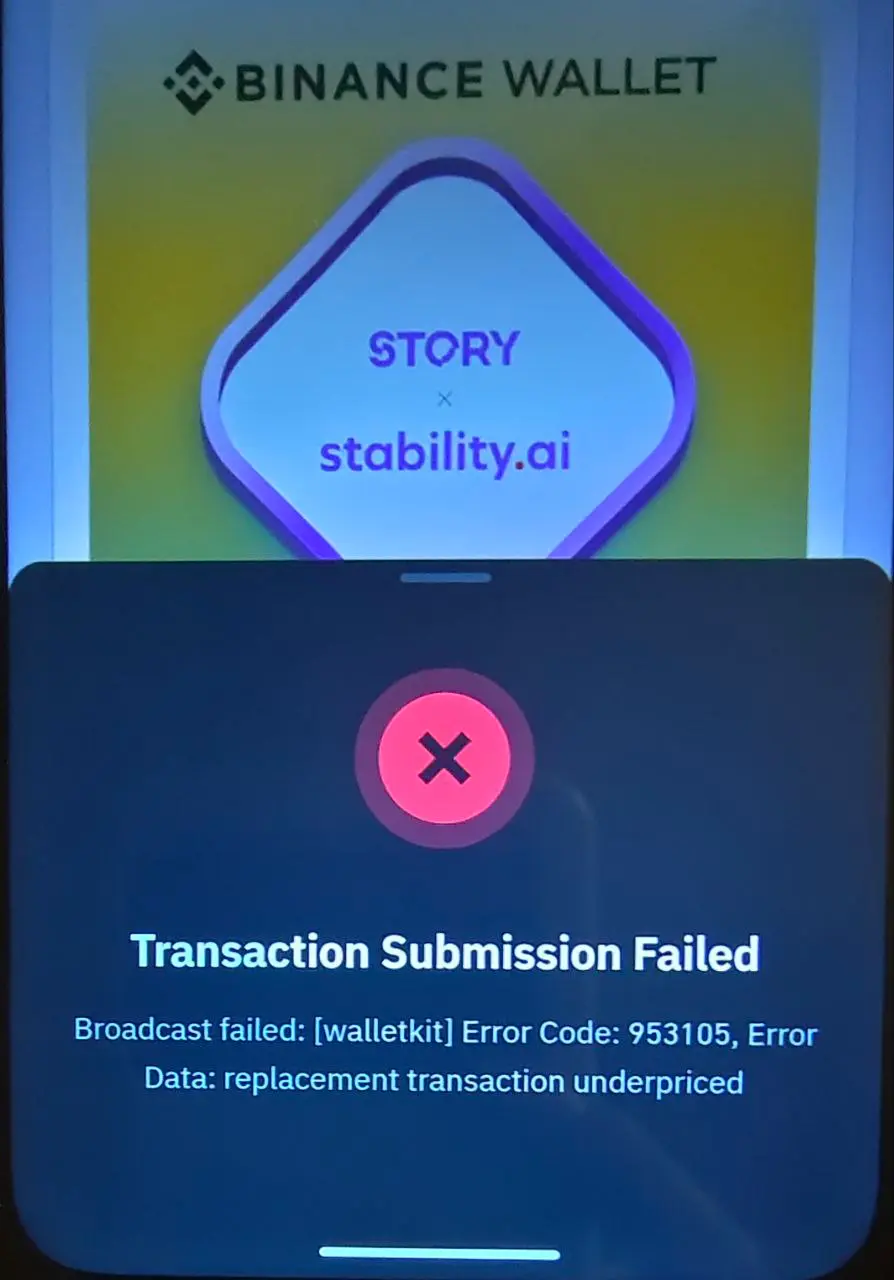 BINANCE WALLET
STORY
×
stability.ai
Transaction Submission Failed
Broadcast failed: [walletkit] Error Code: 953105, Error
Data: replacement transaction underpriced